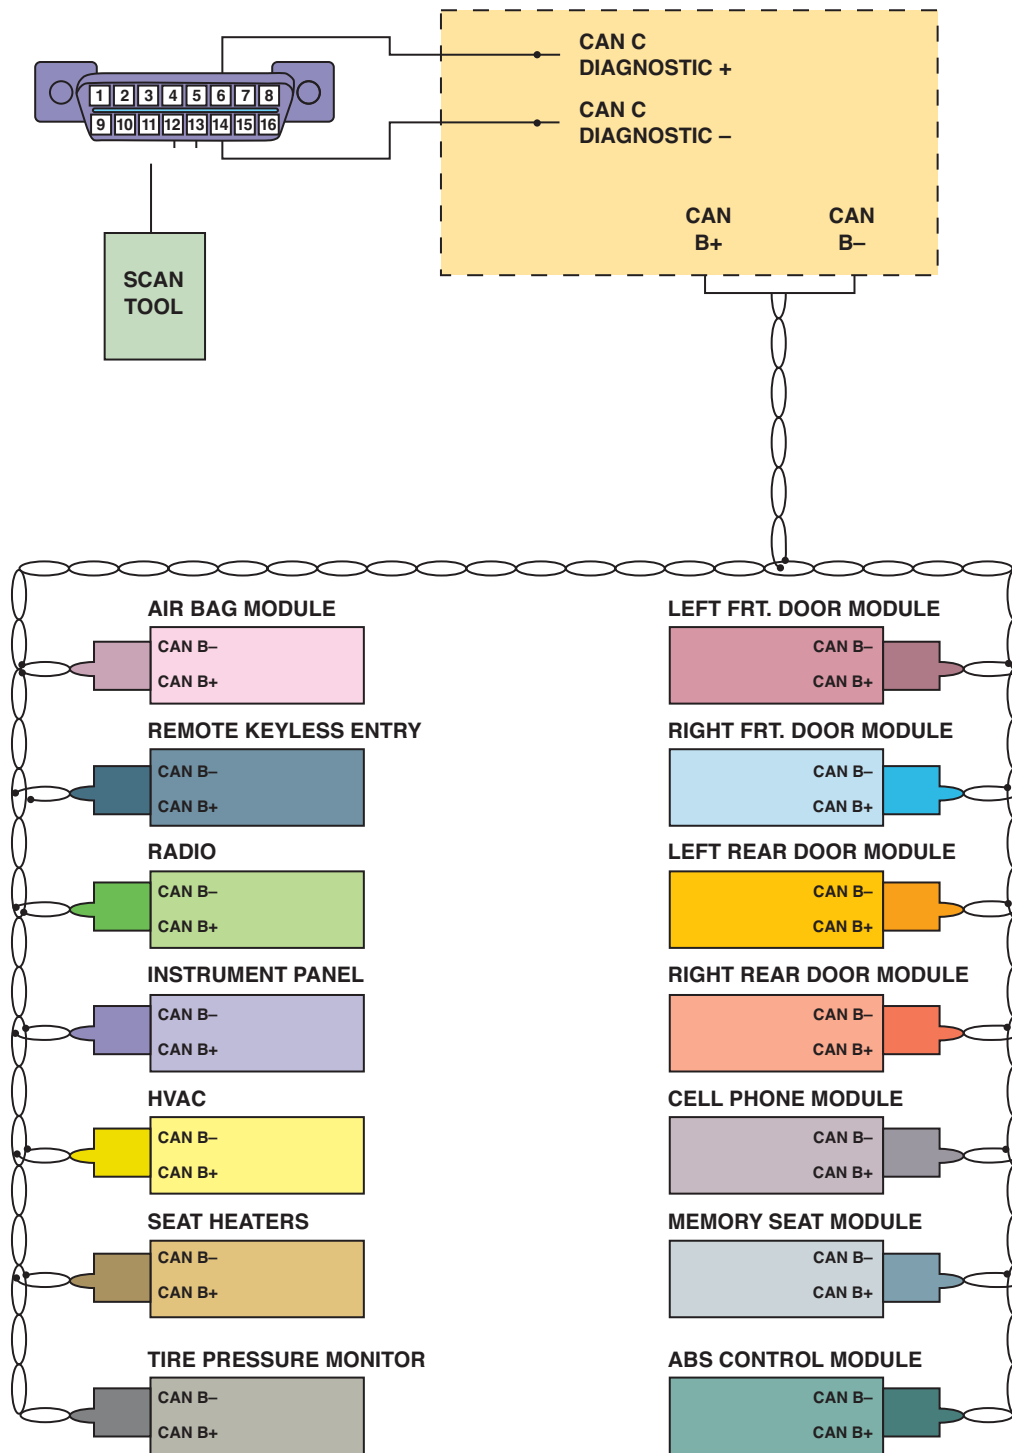 CAN C
DIAGNOSTIC +
1 2 3 4 5 6 7 8
9 10 11 12 13 14 15 16
CAN C
DIAGNOSTIC –
CAN
B+
CAN
B–
SCAN
TOOL
AIR BAG MODULE
CAN B–
CAN B+
REMOTE KEYLESS ENTRY
CAN B–
CAN B+
RADIO
CAN B–
CAN B+
INSTRUMENT PANEL
CAN B–
CAN B+
HVAC
CAN B–
CAN B+
SEAT HEATERS
CAN B–
CAN B+
TIRE PRESSURE MONITOR
CAN B–
CAN B+
LEFT FRT. DOOR MODULE
CAN B–
CAN B+
RIGHT FRT. DOOR MODULE
CAN B–
CAN B+
LEFT REAR DOOR MODULE
CAN B–
CAN B+
RIGHT REAR DOOR MODULE
CAN B–
CAN B+
CELL PHONE MODULE
CAN B–
CAN B+
MEMORY SEAT MODULE
CAN B–
CAN B+
ABS CONTROL MODULE
CAN B–
CAN B+